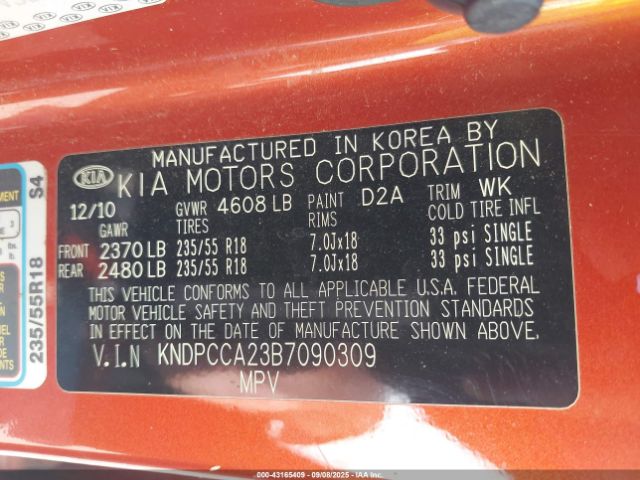 KIA
MANUFACTURED IN KOREA BY
KIA KIA MOTORS CORPORATION
12/10 GVWR 4608 LB PAINT D2A TRIM WK
GAWR TIRES RIMS COLD TIRE INFL
FRONT 2370 LB 235/55 R18 7.0Jx18 33 psi SINGLE
REAR 2480 LB 235/55 R18 7.0Jx18 33 psi SINGLE
THIS VEHICLE CONFORMS TO ALL APPLICABLE U.S.A. FEDERAL
MOTOR VEHICLE SAFETY AND THEFT PREVENTION STANDARDS
IN EFFECT ON THE DATE OF MANUFACTURE SHOWN ABOVE.
V.I.N KNDPCCA23B7090309
MPV
235/55R18 S4
00-43165409 09/08/2025 IAA Inc.